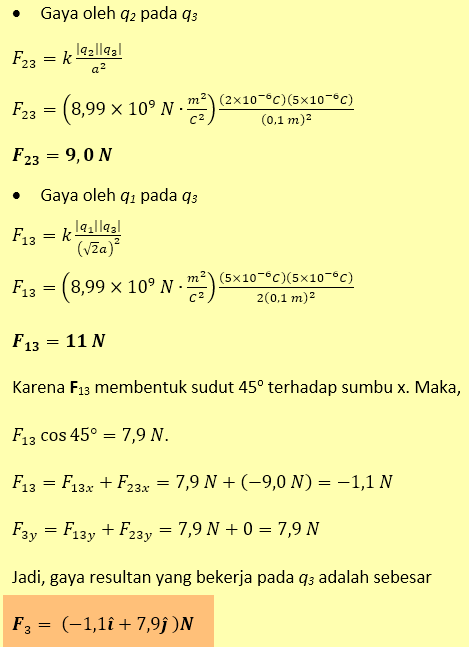 • Gaya oleh q₂ pada q₃
F₂₃ = k |q₂||q₃| / a²
F₂₃ = (8,99 × 10⁹ N · m²/C²) (2×10⁻⁶C)(5×10⁻⁶C) / (0,1 m)²
F₂₃ = 9,0 N
• Gaya oleh q₁ pada q₃
F₁₃ = k |q₁||q₃| / (√2a)²
F₁₃ = (8,99 × 10⁹ N · m²/C²) (5×10⁻⁶C)(5×10⁻⁶C) / 2(0,1 m)²
F₁₃ = 11 N
Karena F₁₃ membentuk sudut 45° terhadap sumbu x. Maka,
F₁₃ cos 45° = 7,9 N.
F₁₃ = F₁₃ₓ + F₂₃ₓ = 7,9 N + (−9,0 N) = −1,1 N
F₃y = F₁₃y + F₂₃y = 7,9 N + 0 = 7,9 N
Jadi, gaya resultan yang bekerja pada q₃ adalah sebesar
F₃ = (−1,1î + 7,9ĵ )N